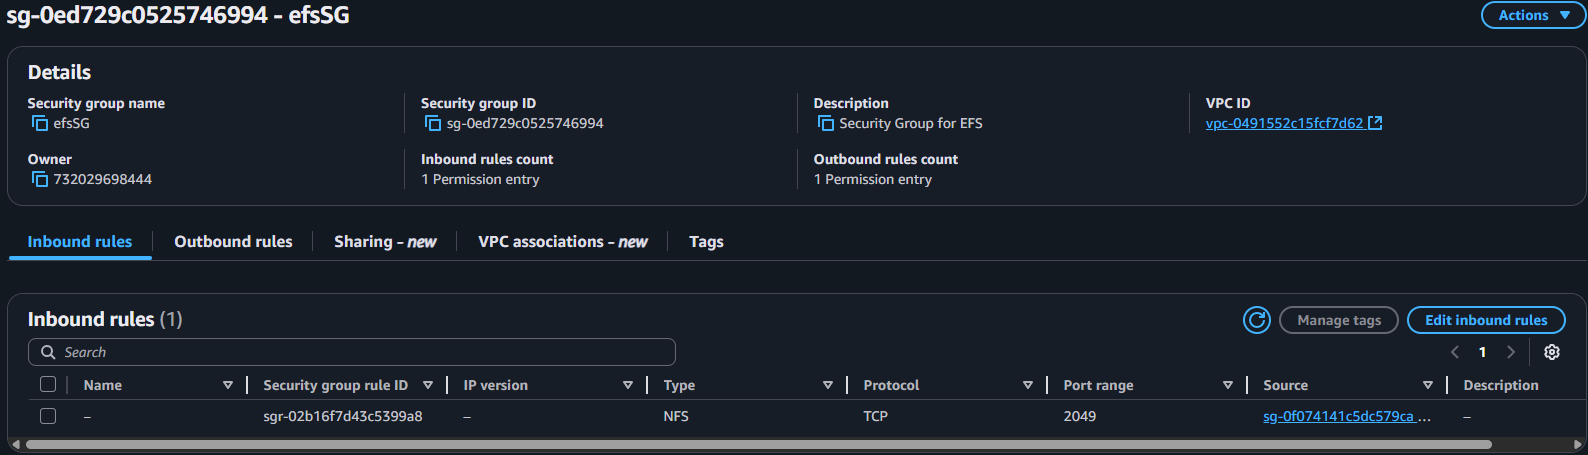 sg-0ed729c0525746994 - efsSG
Actions
Details
Security group name
efsSG
Security group ID
sg-0ed729c0525746994
Description
Security Group for EFS
VPC ID
vpc-0491552c15fcf7d62
Owner
732029698444
Inbound rules count
1 Permission entry
Outbound rules count
1 Permission entry
Inbound rules Outbound rules Sharing - new VPC associations - new Tags
Inbound rules (1)
Manage tags
Edit inbound rules
Search
1
Name Security group rule ID IP version Type Protocol Port range Source Description
– sgr-02b16f7d43c5399a8 – NFS TCP 2049 sg-0f074141c5dc579ca ... –